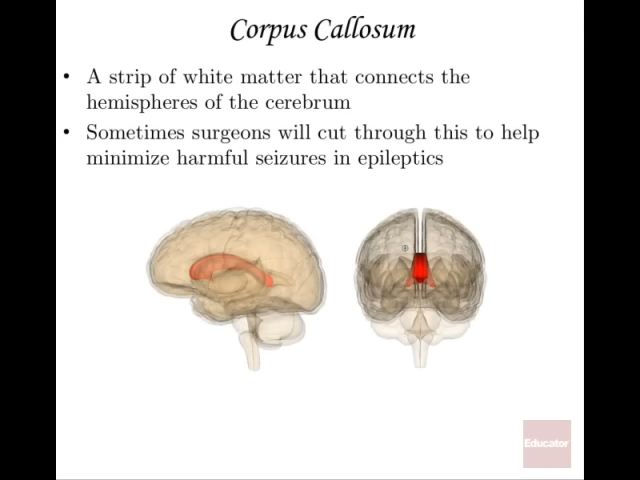 Corpus Callosum
• A strip of white matter that connects the
hemispheres of the cerebrum
• Sometimes surgeons will cut through this to help
minimize harmful seizures in epileptics
Educator